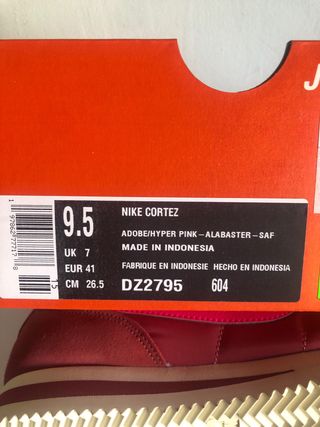 J
9.5
NIKE CORTEZ
ADOBE/HYPER PINK-ALABASTER-SAF
UK 7
MADE IN INDONESIA
EUR 41
FABRIQUE EN INDONESIE HECHO EN INDONESIA
CM 26.5
DZ2795 604
15